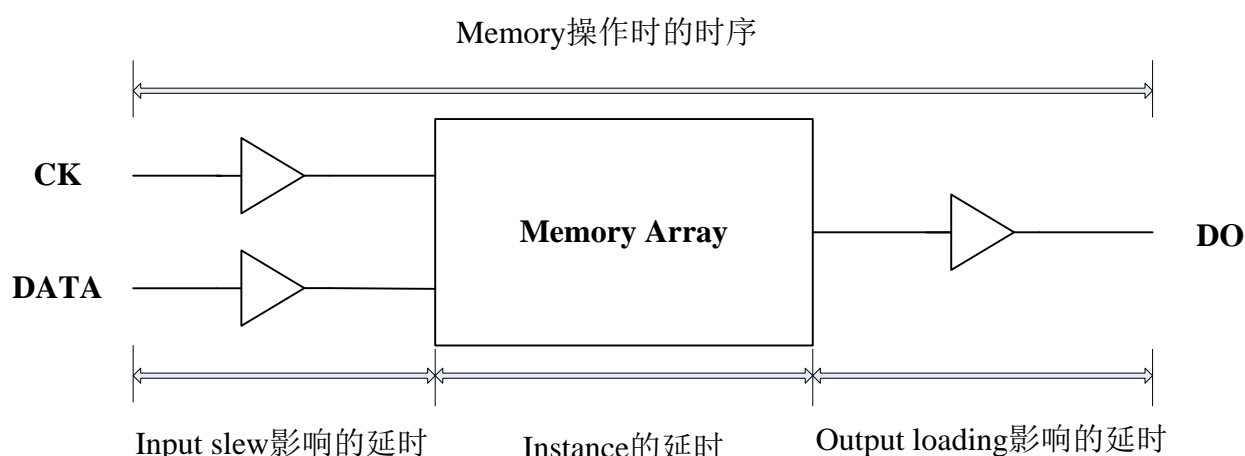 Memory操作时的时序
CK
Memory Array
DO
DATA
Input slew影响的延时
Instance的延时
Output loading影响的延时